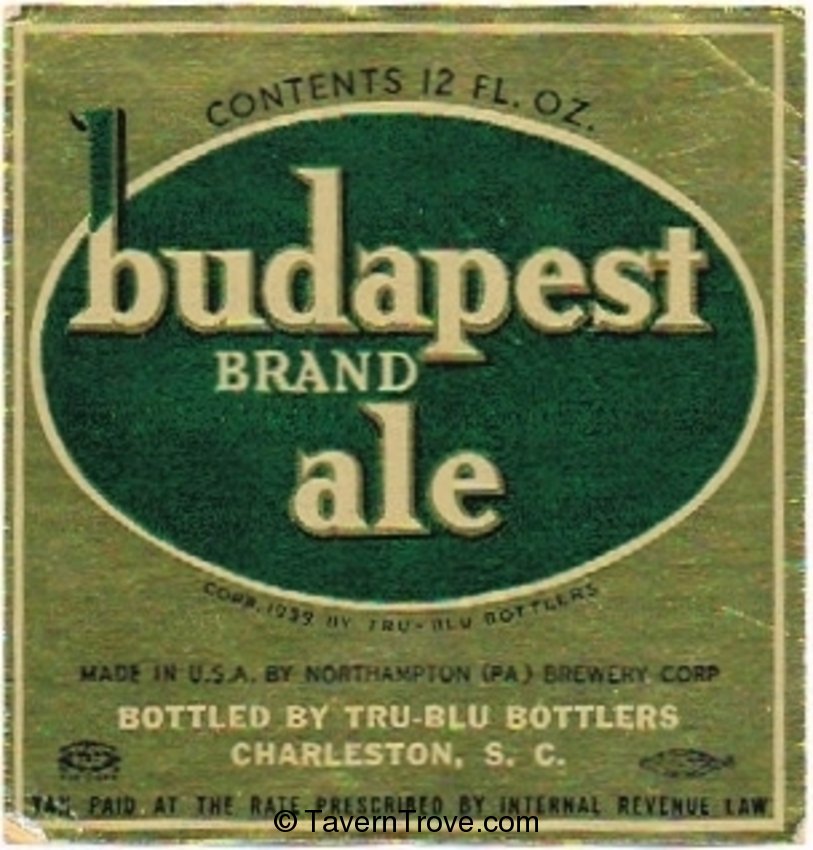 CONTENTS 12 FL. OZ.
budapest
BRAND
ale
COPR. 1939 BY TRU-BLU BOTTLERS
MADE IN U.S.A. BY NORTHAMPTON (PA) BREWERY CORP
BOTTLED BY TRU-BLU BOTTLERS
CHARLESTON, S. C.
TAX PAID AT THE RATE PRESCRIBED BY INTERNAL REVENUE LAW
© TavernTrove.com